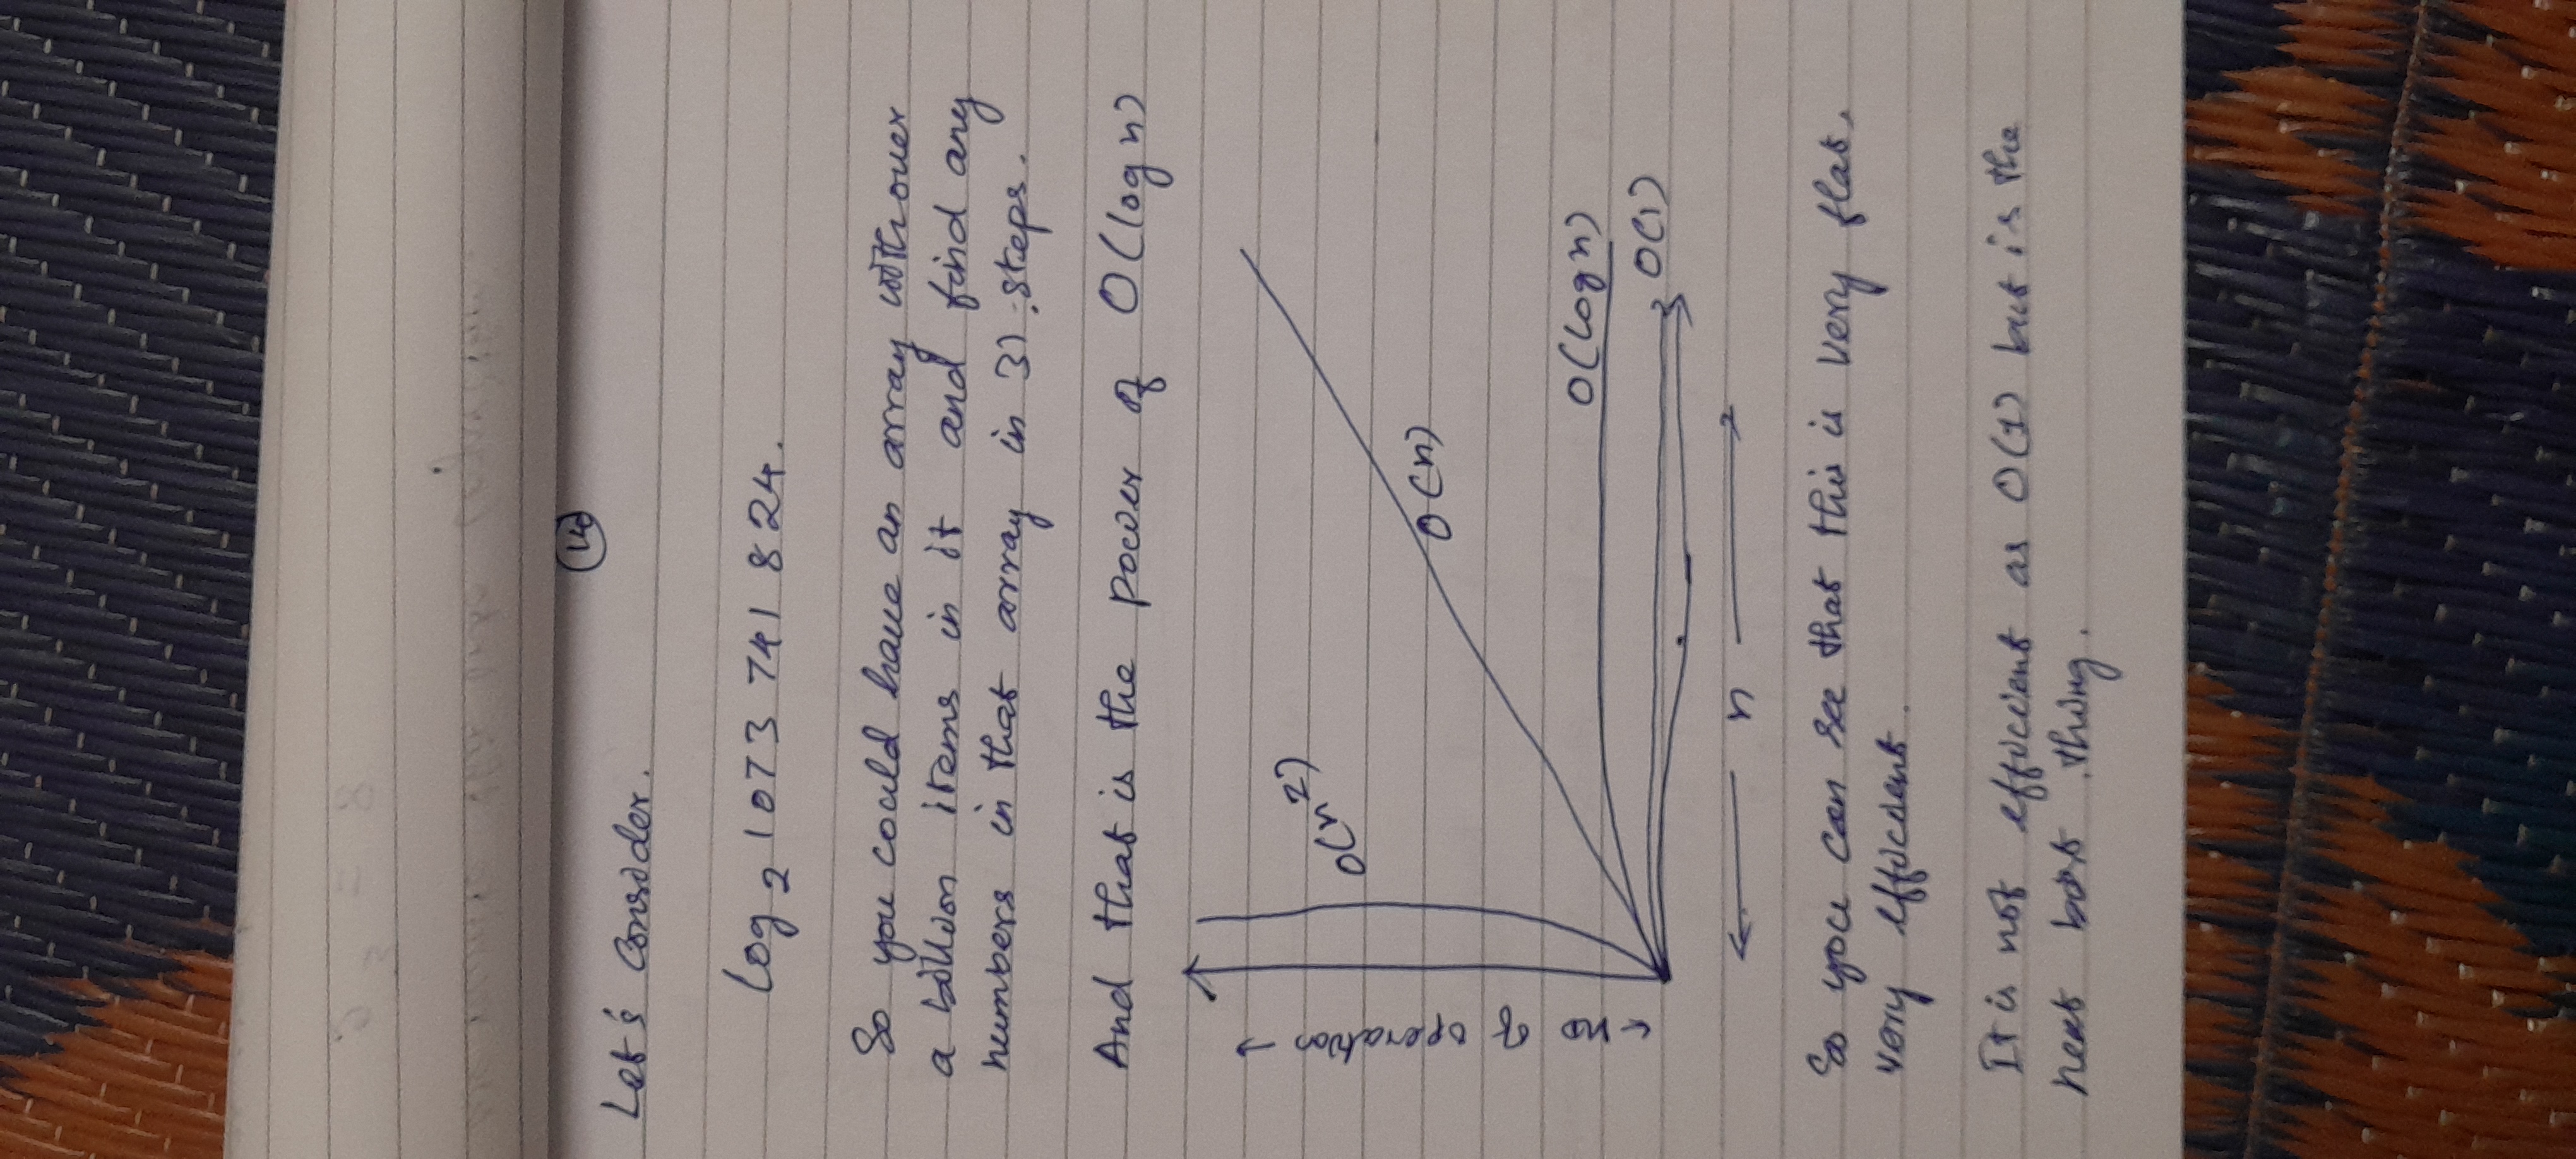 14
Let's Consider.
log₂ 1073 741 824.
So you could have an array with over
a billion items in it and find any
numbers in that array in 31 steps.
And that is the power of O(log n)
← no of operation →
O(n²)
O(n)
O(log n)
O(1)
← n →
So you can see that this is very flat,
very efficient.
It is not efficient as O(1) but is the
next best thing.